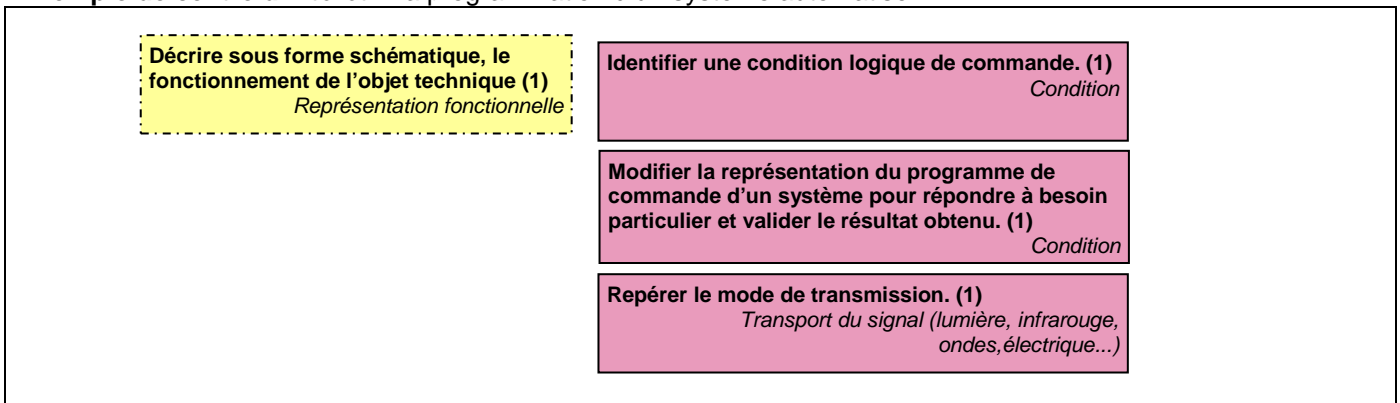 Décrire sous forme schématique, le
fonctionnement de l'objet technique (1)
Représentation fonctionnelle
Identifier une condition logique de commande. (1)
Condition
Modifier la représentation du programme de
commande d'un système pour répondre à besoin
particulier et valider le résultat obtenu. (1)
Condition
Repérer le mode de transmission. (1)
Transport du signal (lumière, infrarouge,
ondes,électrique...)